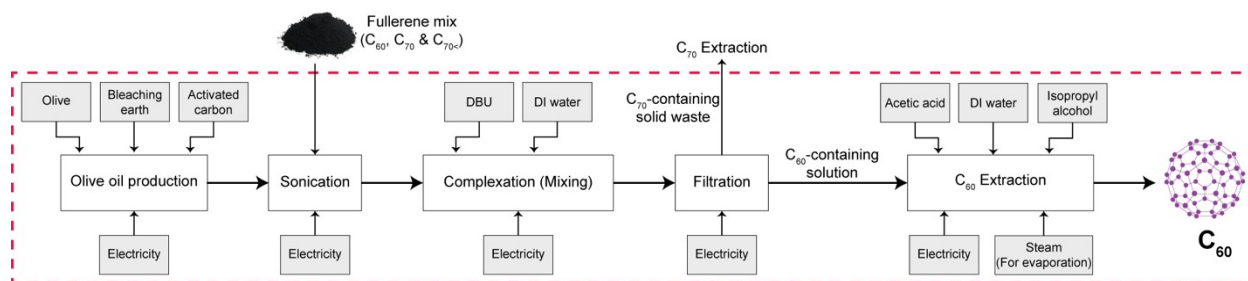 Fullerene mix
(C₆₀, C₇₀ & C₇₀<)
C₇₀ Extraction
Olive
Bleaching
earth
Activated
carbon
DBU
DI water
C₇₀-containing
solid waste
Acetic acid
DI water
Isopropyl
alcohol
Olive oil production
Sonication
Complexation (Mixing)
Filtration
C₆₀-containing
solution
C₆₀ Extraction
Electricity
Electricity
Electricity
Electricity
Electricity
Steam
(For evaporation)
C₆₀